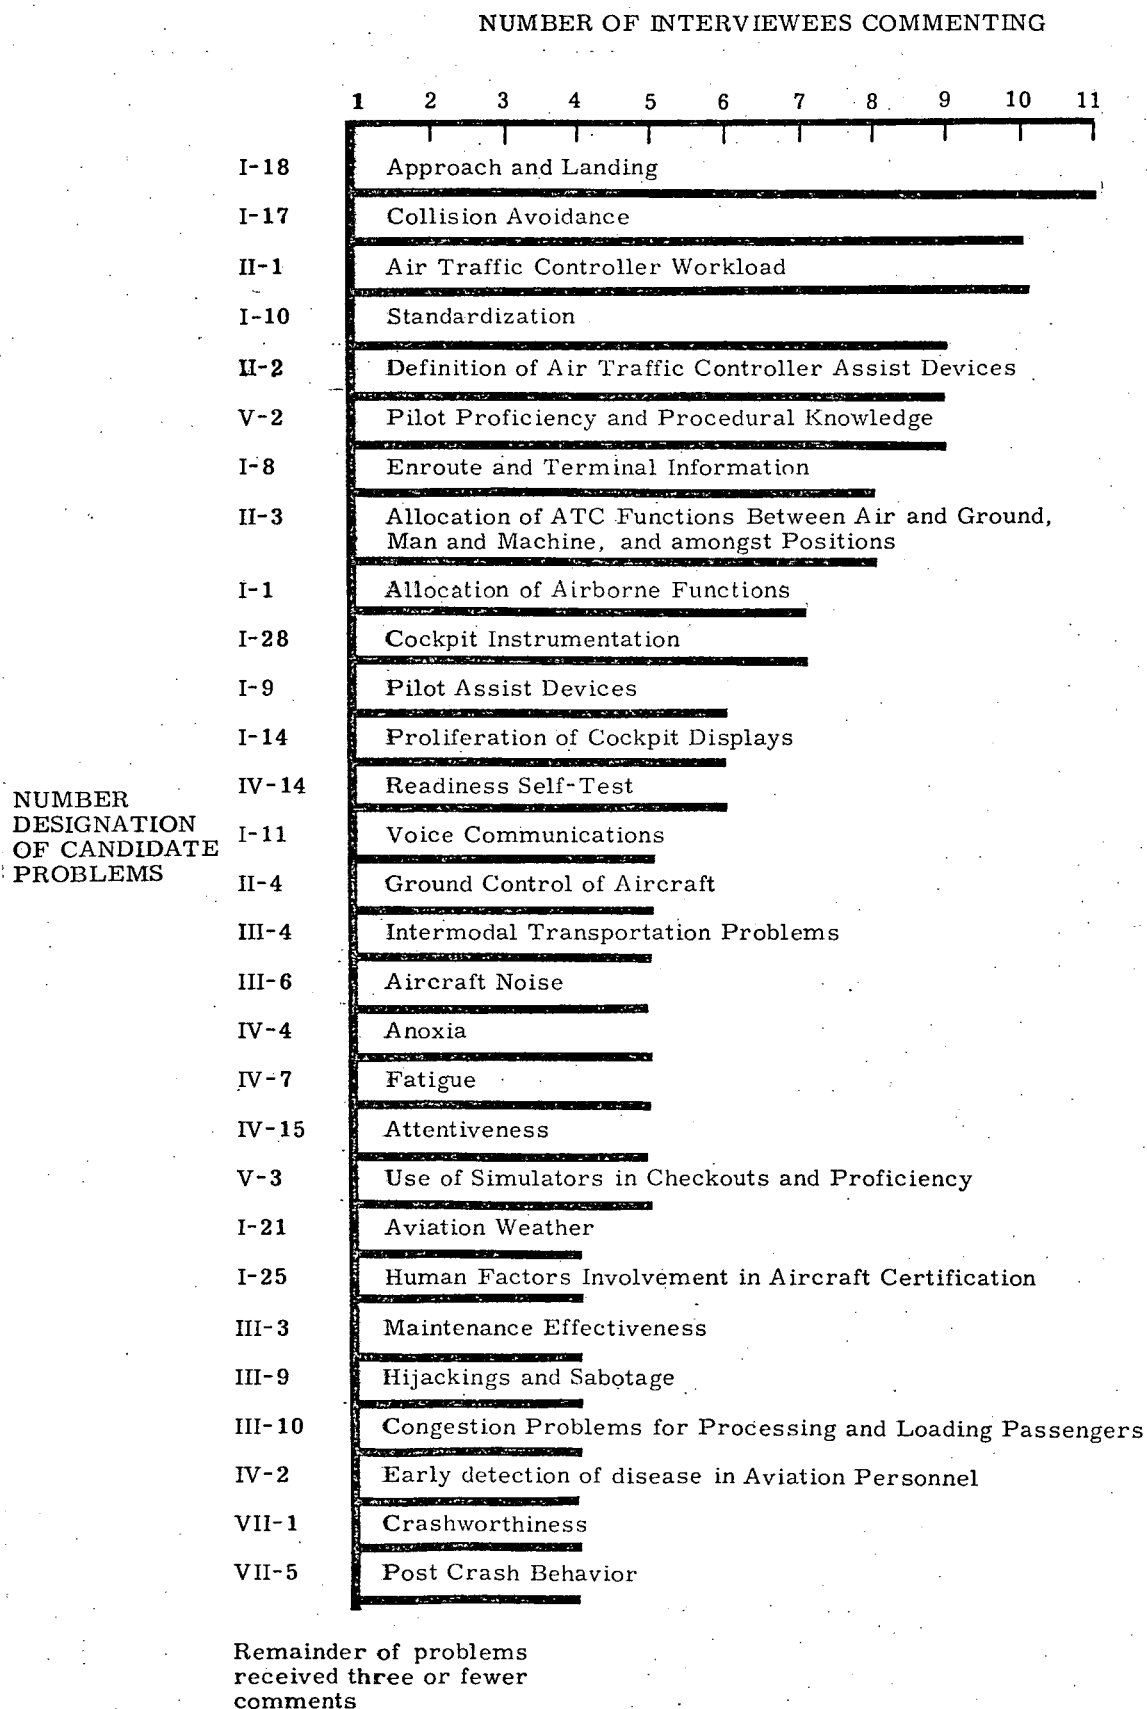 NUMBER OF INTERVIEWEES COMMENTING
1 2 3 4 5 6 7 8 9 10 11
I-18 Approach and Landing
I-17 Collision Avoidance
II-1 Air Traffic Controller Workload
I-10 Standardization
II-2 Definition of Air Traffic Controller Assist Devices
V-2 Pilot Proficiency and Procedural Knowledge
I-8 Enroute and Terminal Information
II-3 Allocation of ATC Functions Between Air and Ground,
Man and Machine, and amongst Positions
I-1 Allocation of Airborne Functions
I-28 Cockpit Instrumentation
I-9 Pilot Assist Devices
I-14 Proliferation of Cockpit Displays
IV-14 Readiness Self-Test
NUMBER
DESIGNATION
OF CANDIDATE
PROBLEMS
I-11 Voice Communications
II-4 Ground Control of Aircraft
III-4 Intermodal Transportation Problems
III-6 Aircraft Noise
IV-4 Anoxia
IV-7 Fatigue
IV-15 Attentiveness
V-3 Use of Simulators in Checkouts and Proficiency
I-21 Aviation Weather
I-25 Human Factors Involvement in Aircraft Certification
III-3 Maintenance Effectiveness
III-9 Hijackings and Sabotage
III-10 Congestion Problems for Processing and Loading Passengers
IV-2 Early detection of disease in Aviation Personnel
VII-1 Crashworthiness
VII-5 Post Crash Behavior
Remainder of problems
received three or fewer
comments